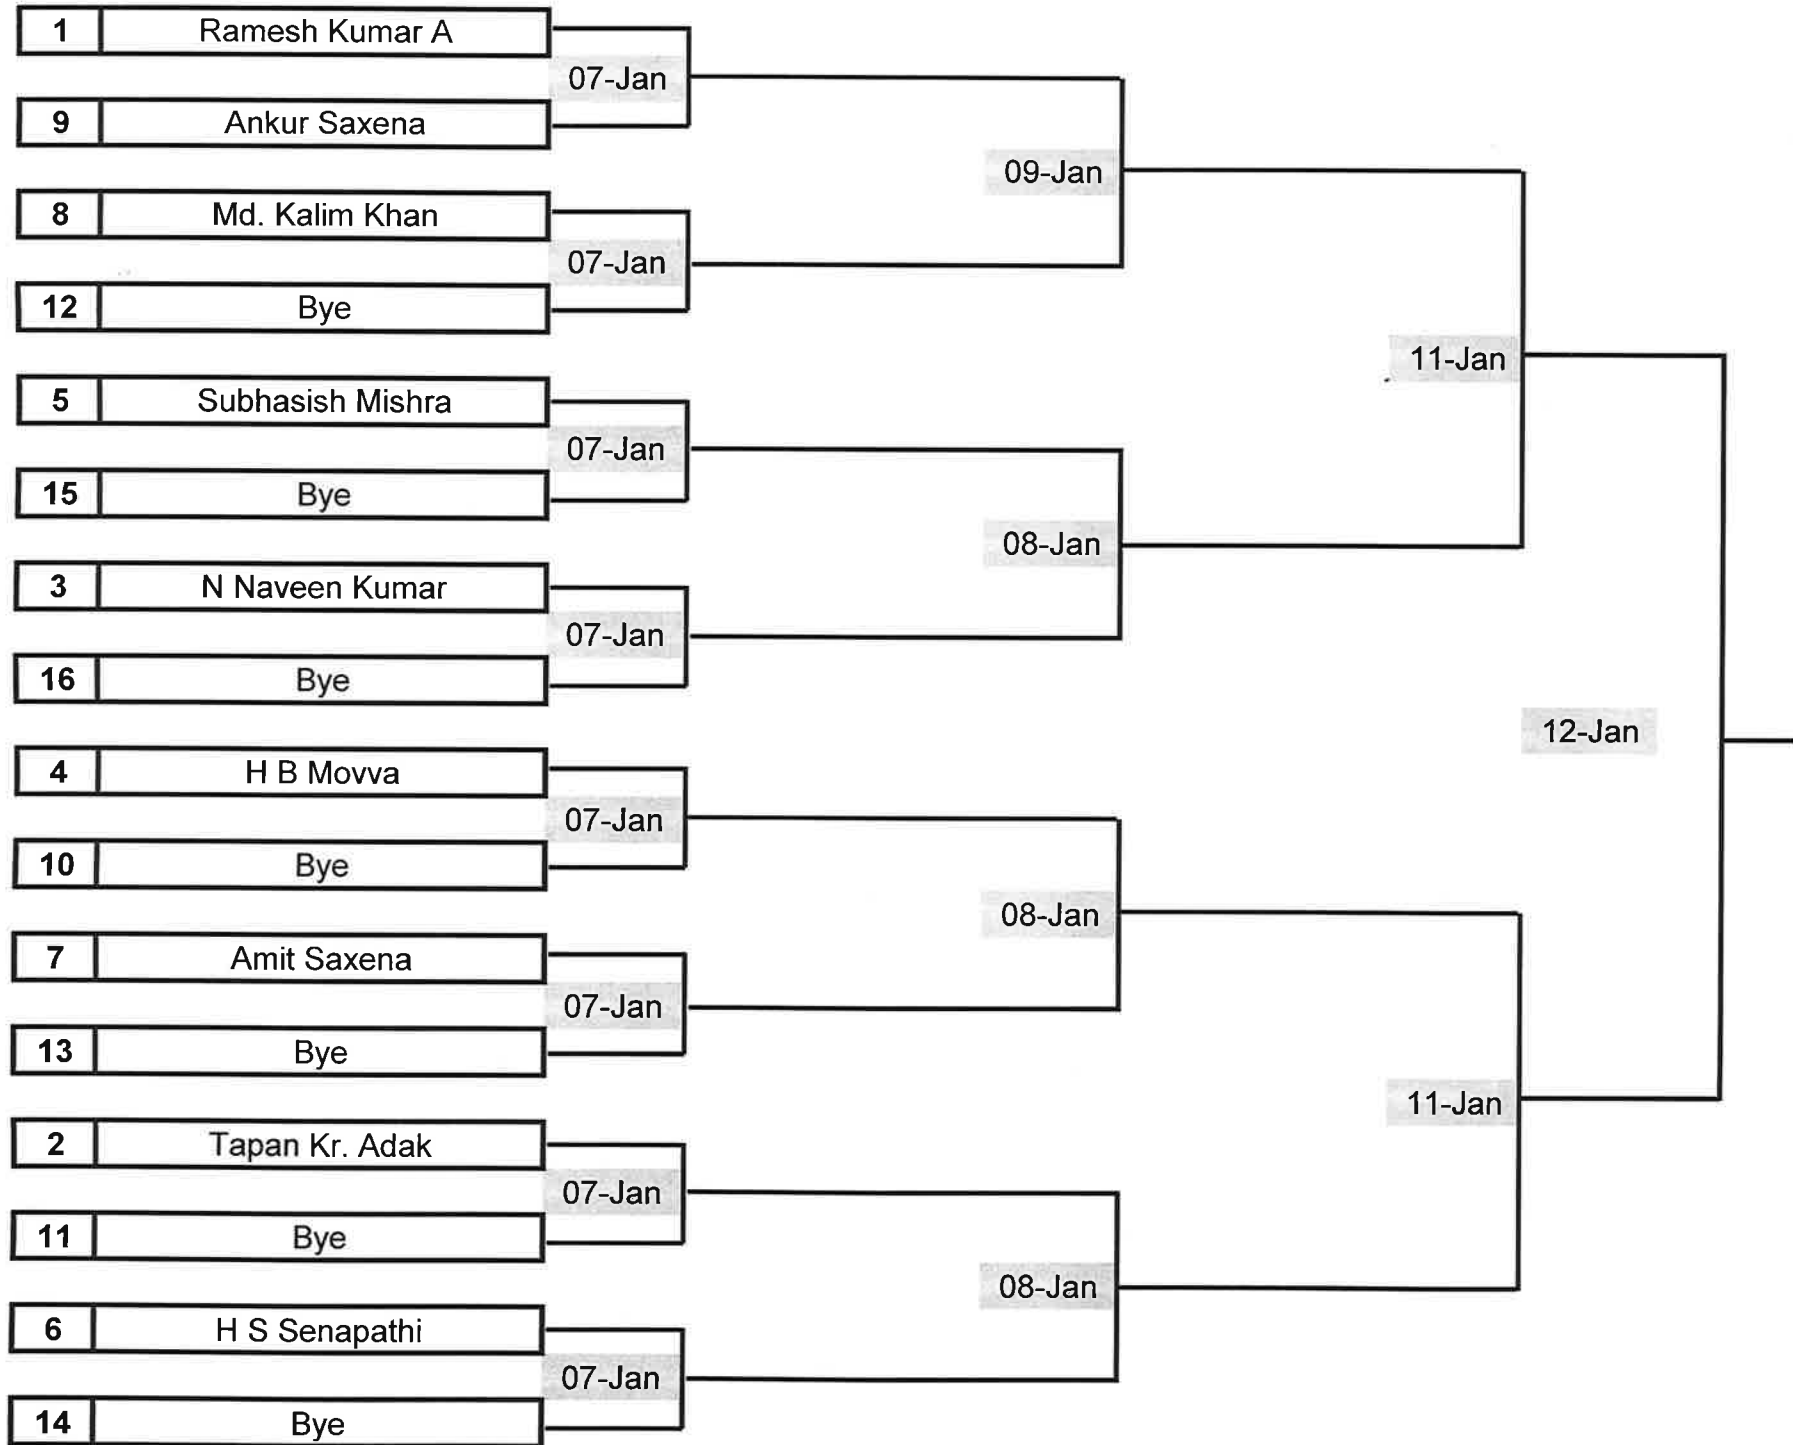 1 Ramesh Kumar A
07-Jan
9 Ankur Saxena
09-Jan
8 Md. Kalim Khan
07-Jan
12 Bye
11-Jan
5 Subhasish Mishra
07-Jan
15 Bye
08-Jan
3 N Naveen Kumar
07-Jan
16 Bye
12-Jan
4 H B Movva
07-Jan
10 Bye
08-Jan
7 Amit Saxena
07-Jan
13 Bye
11-Jan
2 Tapan Kr. Adak
07-Jan
11 Bye
08-Jan
6 H S Senapathi
07-Jan
14 Bye